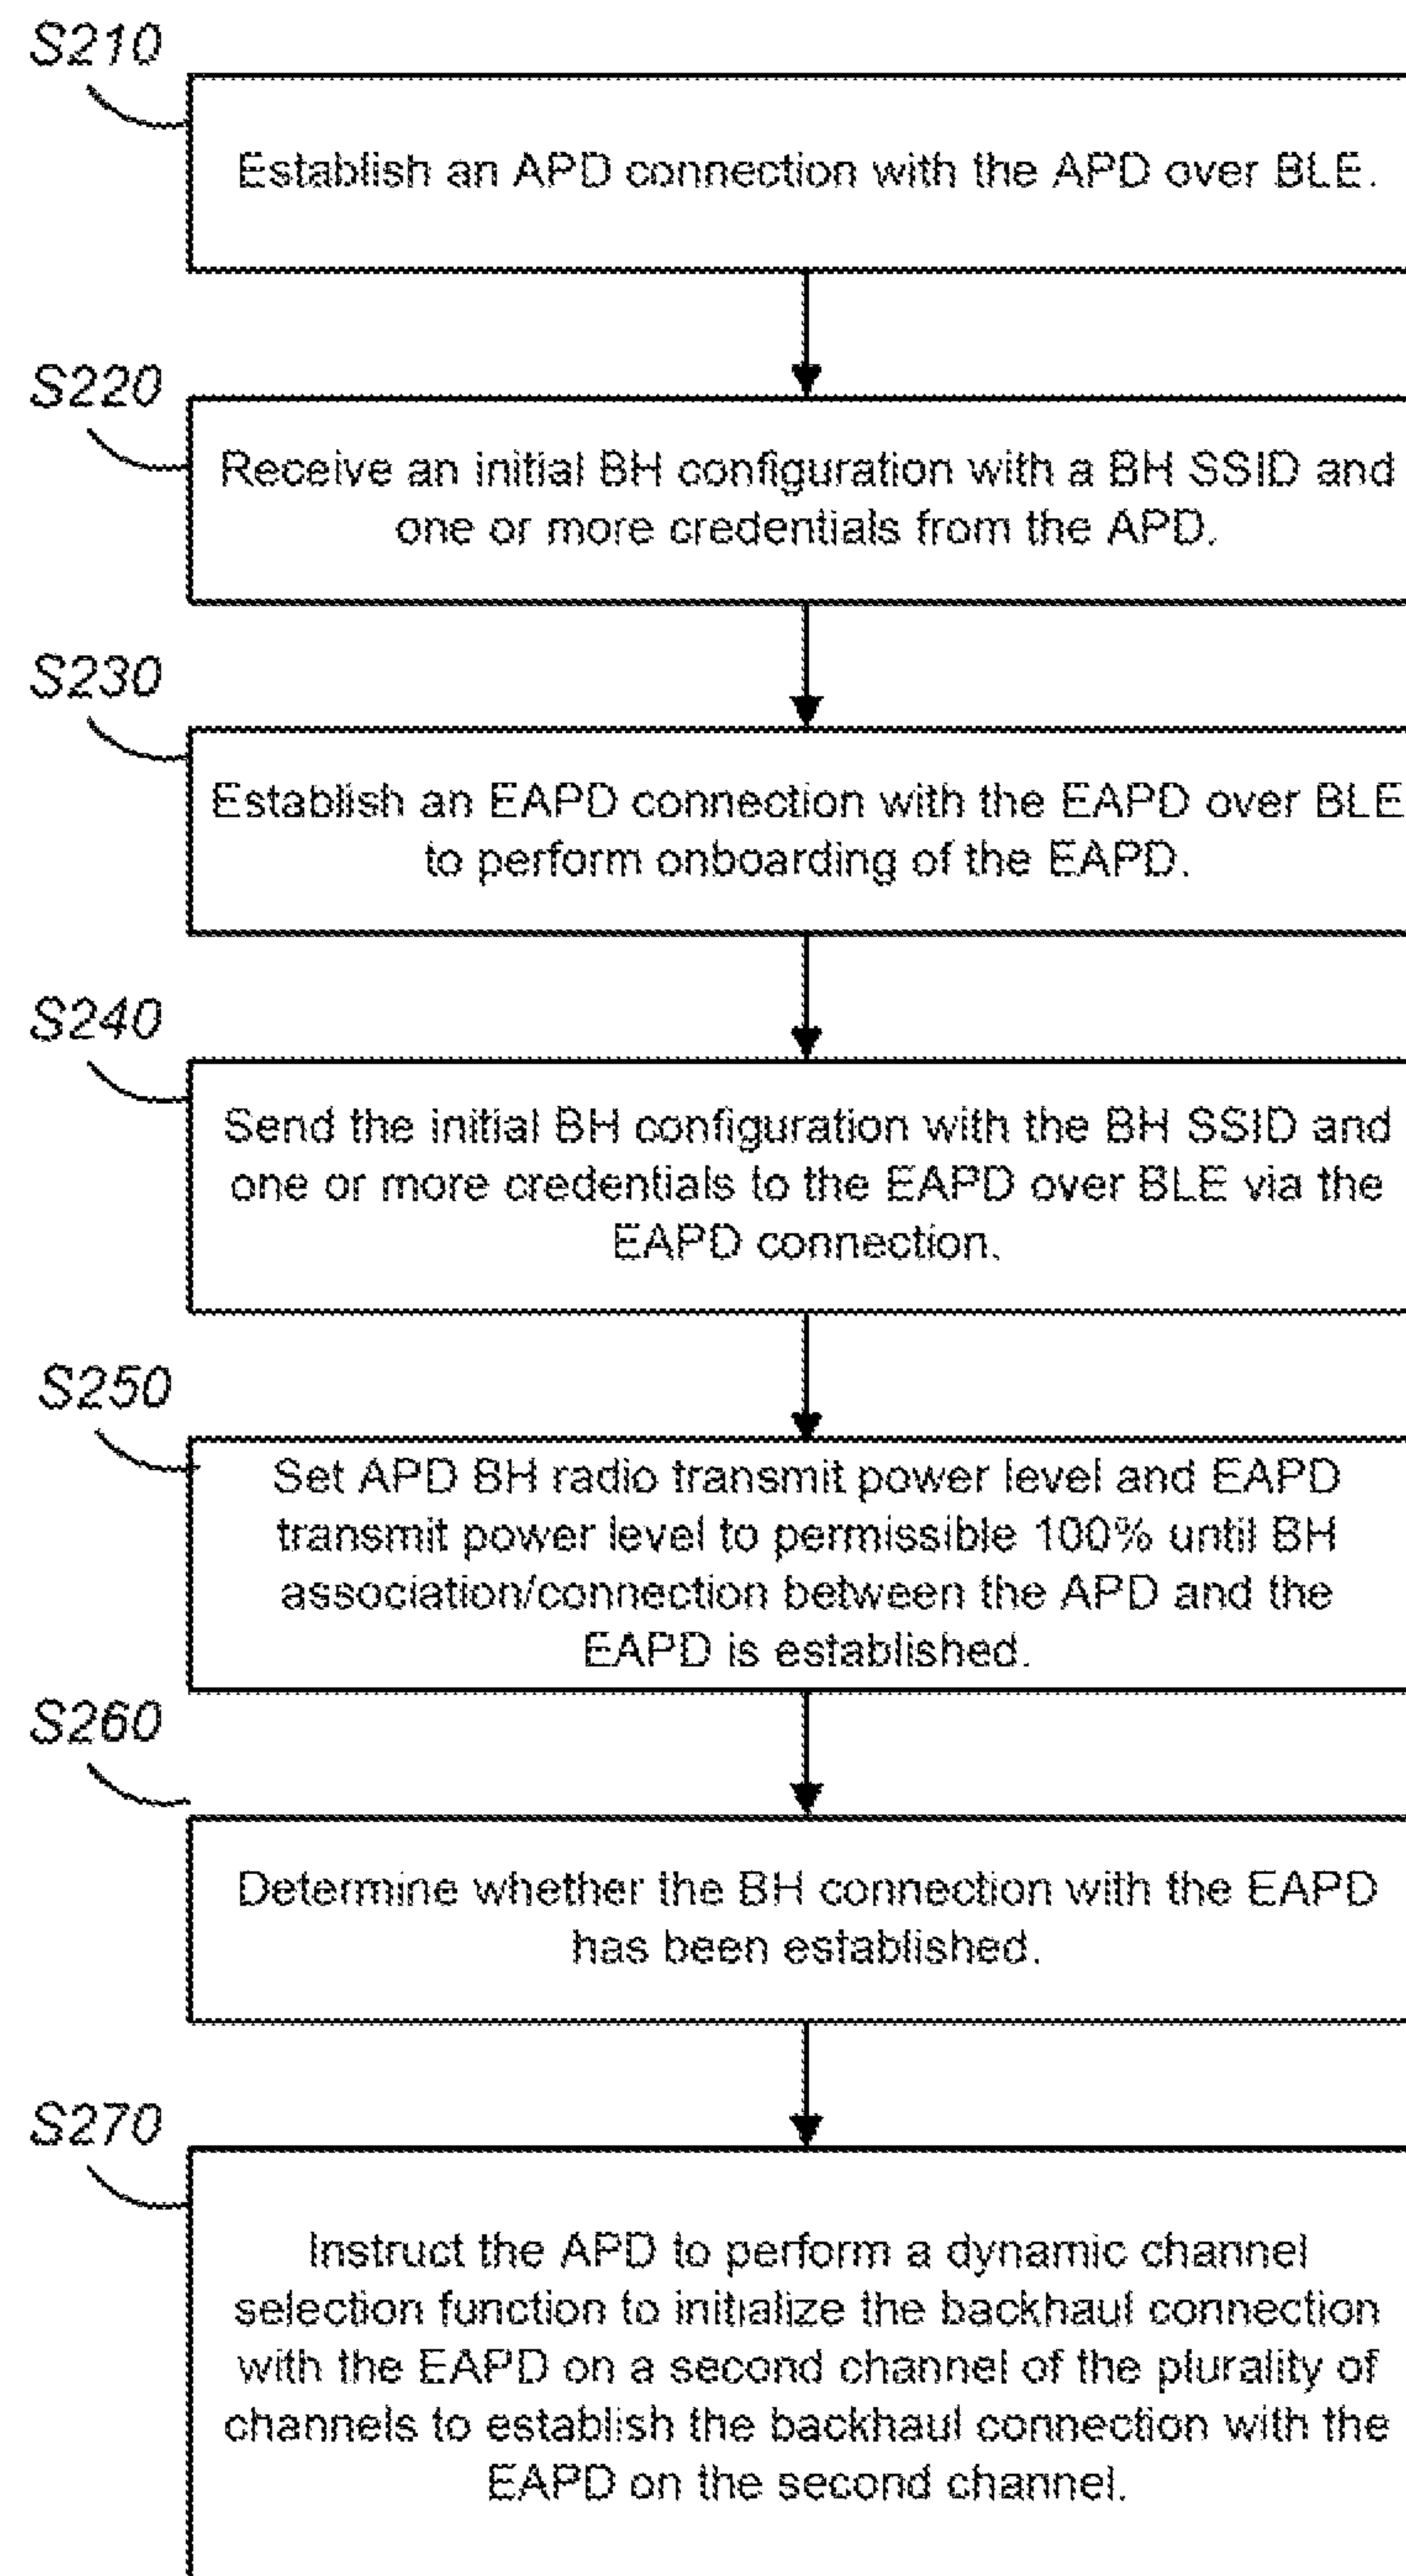 S210
Establish an APD connection with the APD over BLE.
S220
Receive an initial BH configuration with a BH SSID and
one or more credentials from the APD.
S230
Establish an EAPD connection with the EAPD over BLE
to perform onboarding of the EAPD.
S240
Send the initial BH configuration with the BH SSID and
one or more credentials to the EAPD over BLE via the
EAPD connection.
S250
Set APD BH radio transmit power level and EAPD
transmit power level to permissible 100% until BH
association/connection between the APD and the
EAPD is established.
S260
Determine whether the BH connection with the EAPD
has been established.
S270
Instruct the APD to perform a dynamic channel
selection function to initialize the backhaul connection
with the EAPD on a second channel of the plurality of
channels to establish the backhaul connection with the
EAPD on the second channel.